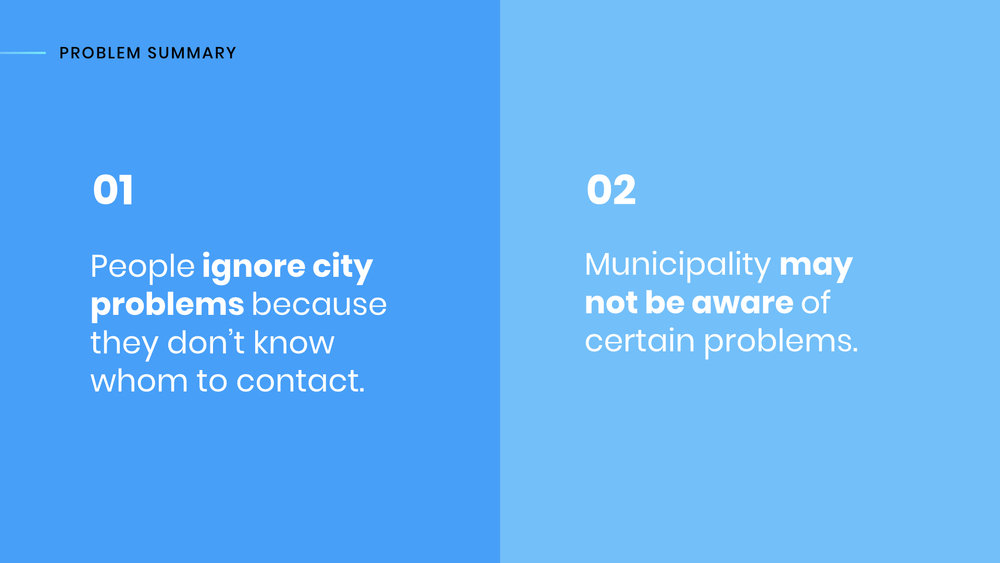 PROBLEM SUMMARY
01
People ignore city
problems because
they don’t know
whom to contact.
02
Municipality may
not be aware of
certain problems.